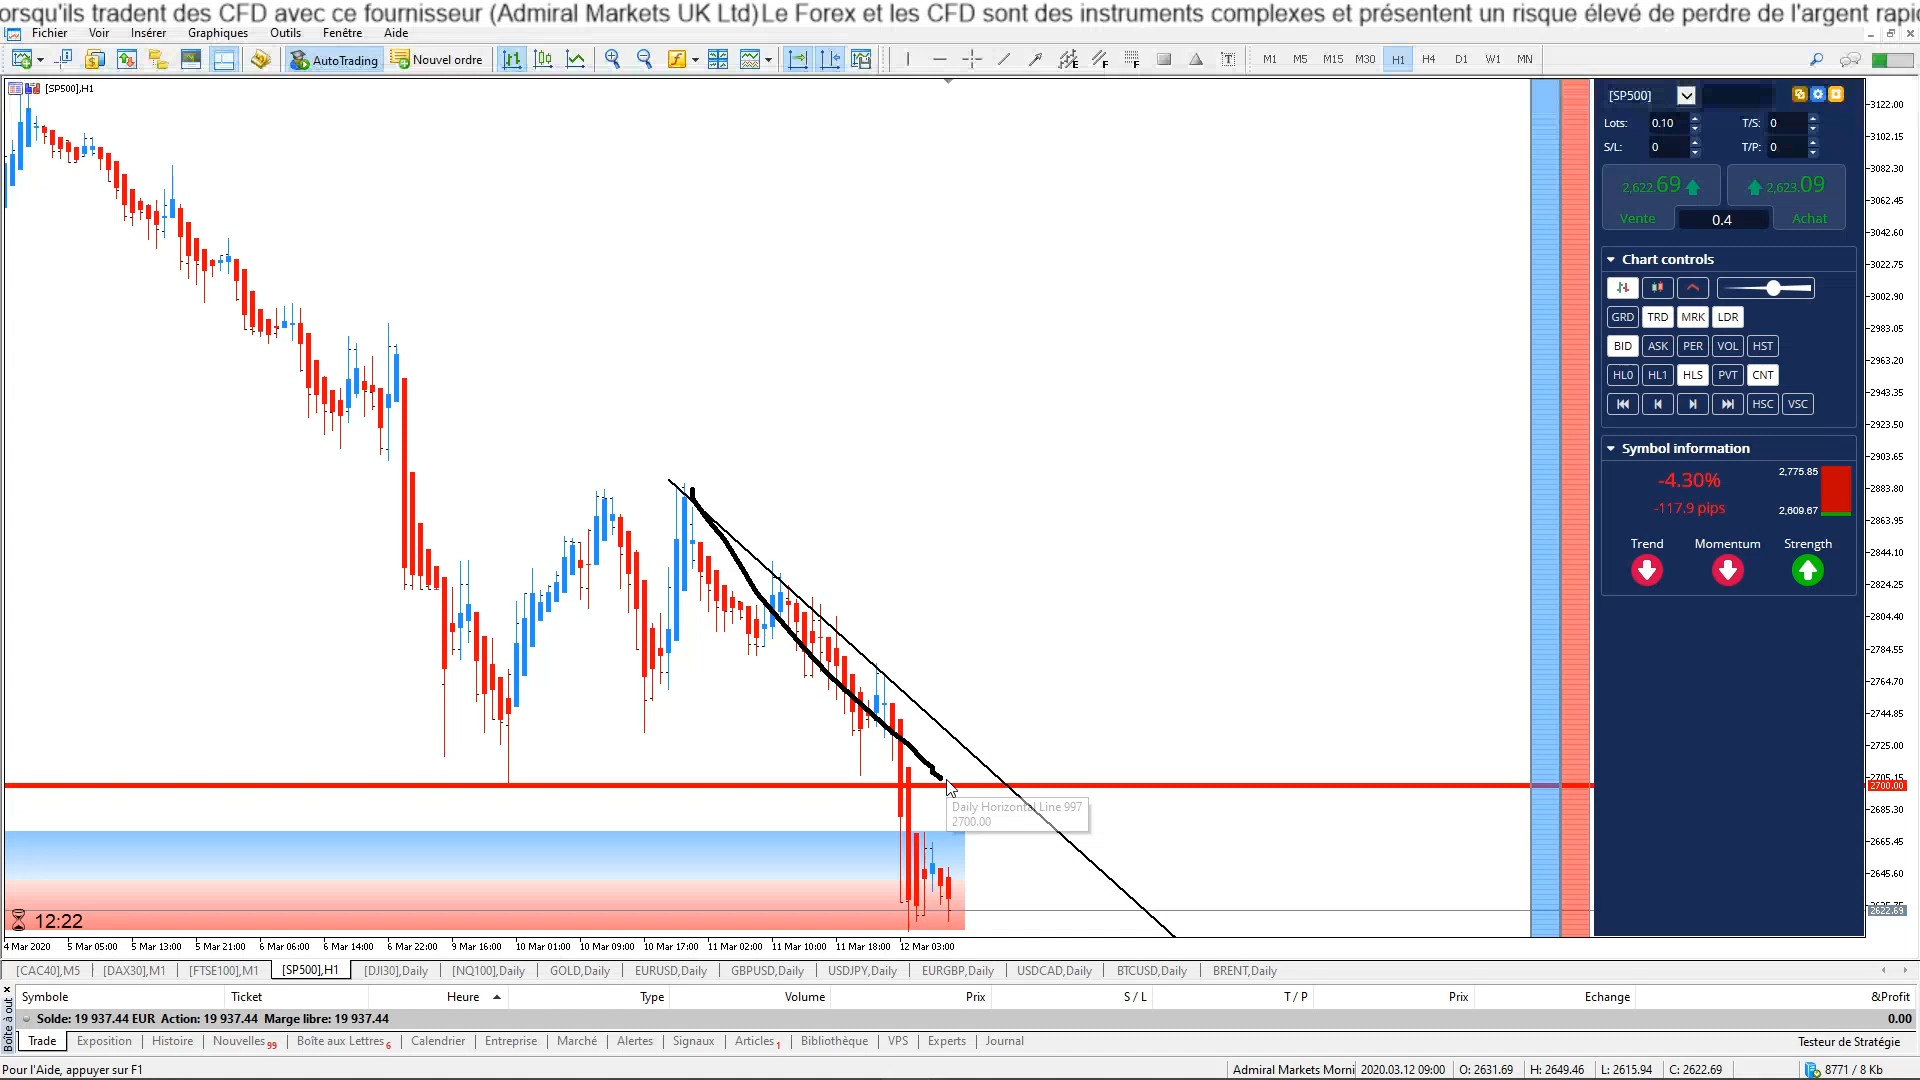 orsqu'ils tradent des CFD avec ce fournisseur (Admiral Markets UK Ltd)Le Forex et les CFD sont des instruments complexes et présentent un risque élevé de perdre de l'argent rapi
Fichier Voir Insérer Graphiques Outils Fenêtre Aide
AutoTrading Nouvel ordre M1 M5 M15 M30 H1 H4 D1 W1 MN
[SP500],H1
[SP500]
Lots: 0.10 T/S: 0
S/L: 0 T/P: 0
2,622.69 2,623.09
Vente 0.4 Achat
Chart controls
GRD TRD MRK LDR
BID ASK PER VOL HST
HL0 HL1 HLS PVT CNT
HSC VSC
Symbol information
-4.30% 2,775.85
-117.9 pips 2,609.67
Trend Momentum Strength
3122.00
3102.15
3082.30
3062.45
3042.60
3022.75
3002.90
2983.05
2963.20
2943.35
2923.50
2903.65
2883.80
2863.95
2844.10
2824.25
2804.40
2784.55
2764.70
2744.85
2725.00
2705.15
2700.00
2685.30
2665.45
2645.60
2622.69
Daily Horizontal Line 997
2700.00
12:22
4 Mar 2020 5 Mar 05:00 5 Mar 13:00 5 Mar 21:00 6 Mar 06:00 6 Mar 14:00 6 Mar 22:00 9 Mar 16:00 10 Mar 01:00 10 Mar 09:00 10 Mar 17:00 11 Mar 02:00 11 Mar 10:00 11 Mar 18:00 12 Mar 03:00
[CAC40],M5 [DAX30],M1 [FTSE100],M1 [SP500],H1 [DJI30],Daily [NQ100],Daily GOLD,Daily EURUSD,Daily GBPUSD,Daily USDJPY,Daily EURGBP,Daily USDCAD,Daily BTCUSD,Daily BRENT,Daily
Symbole Ticket Heure Type Volume Prix S / L T / P Prix Echange &Profit
Solde: 19 937.44 EUR Action: 19 937.44 Marge libre: 19 937.44 0.00
Boîte à out
Trade Exposition Histoire Nouvelles 99 Boîte aux Lettres 6 Calendrier Entreprise Marché Alertes Signaux Articles 1 Bibliothèque VPS Experts Journal Testeur de Stratégie
Pour l'Aide, appuyer sur F1 Admiral Markets Morni 2020.03.12 09:00 O: 2631.69 H: 2649.46 L: 2615.94 C: 2622.69 8771 / 8 Kb